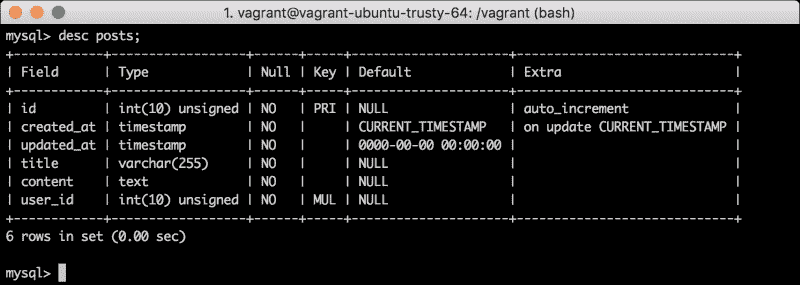 1. vagrant@vagrant-ubuntu-trusty-64: /vagrant (bash)
mysql> desc posts;
+------------+------------------+------+-----+---------------------+-----------------------------+
| Field      | Type             | Null | Key | Default             | Extra                       |
+------------+------------------+------+-----+---------------------+-----------------------------+
| id         | int(10) unsigned | NO   | PRI | NULL                | auto_increment              |
| created_at | timestamp        | NO   |     | CURRENT_TIMESTAMP   | on update CURRENT_TIMESTAMP |
| updated_at | timestamp        | NO   |     | 0000-00-00 00:00:00 |                             |
| title      | varchar(255)     | NO   |     | NULL                |                             |
| content    | text             | NO   |     | NULL                |                             |
| user_id    | int(10) unsigned | NO   | MUL | NULL                |                             |
+------------+------------------+------+-----+---------------------+-----------------------------+
6 rows in set (0.00 sec)
mysql>